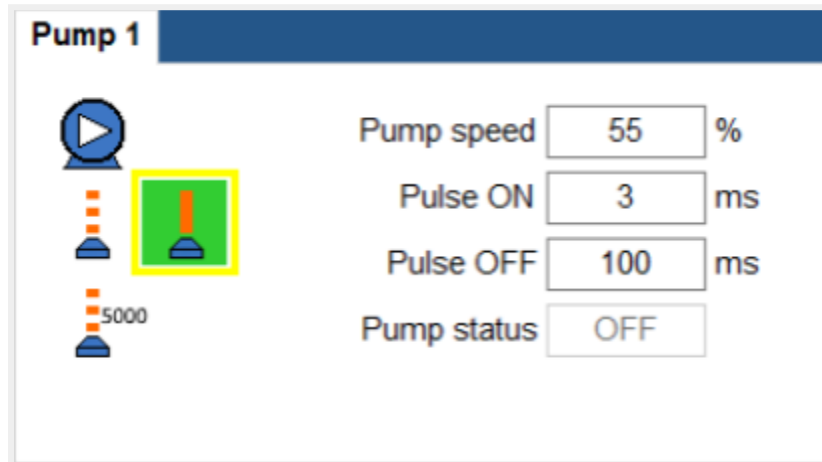 Pump 1
Pump speed 55 %
Pulse ON 3 ms
Pulse OFF 100 ms
5000
Pump status OFF